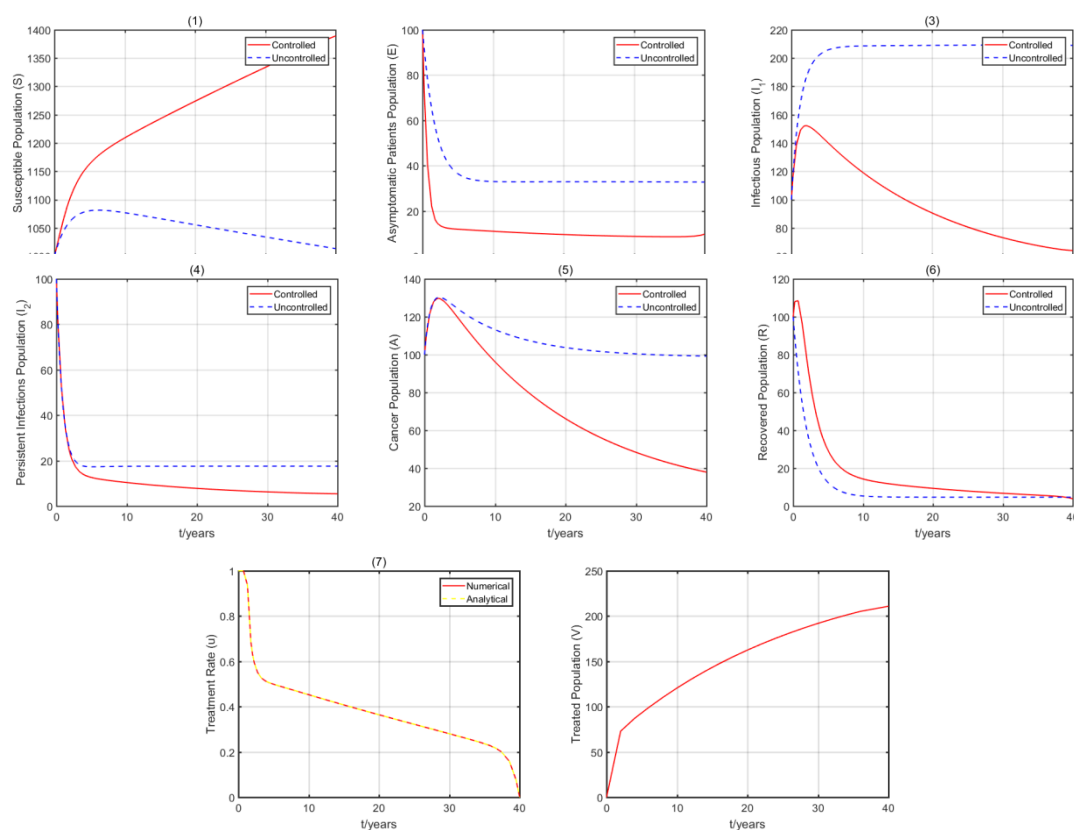 (1)
1400
1350
1300
1250
1200
1150
1100
1050
Susceptible Population (S)
Controlled
Uncontrolled
100
80
60
40
20
Asymptomatic Patients Population (E)
Controlled
Uncontrolled
(3)
220
200
180
160
140
120
100
80
60
Infectious Population (I₁)
Controlled
Uncontrolled
(4)
100
80
60
40
20
0
Persistent Infections Population (I₂)
Controlled
Uncontrolled
0 10 20 30 40
t/years
(5)
140
120
100
80
60
40
20
Cancer Population (A)
Controlled
Uncontrolled
0 10 20 30 40
t/years
(6)
120
100
80
60
40
20
0
Recovered Population (R)
Controlled
Uncontrolled
0 10 20 30 40
t/years
(7)
1
0.8
0.6
0.4
0.2
0
Treatment Rate (u)
Numerical
Analytical
0 10 20 30 40
t/years
250
200
150
100
50
0
Treated Population (V)
0 10 20 30 40
t/years